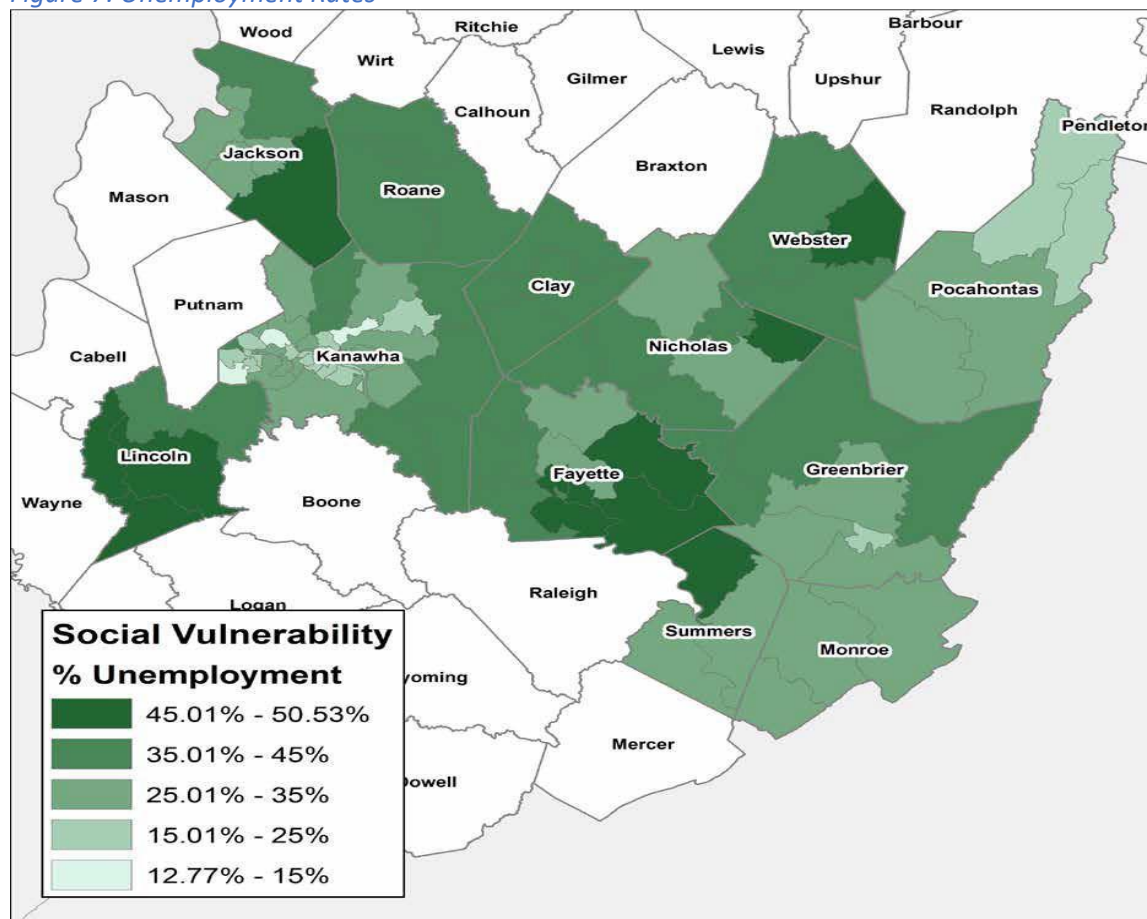 Figure 7: Unemployment Rates
Wood
Ritchie
Barbour
Wirt
Lewis
Gilmer
Upshur
Calhoun
Randolph
Pendleton
Jackson
Braxton
Roane
Mason
Webster
Clay
Pocahontas
Putnam
Nicholas
Cabell
Kanawha
Lincoln
Fayette
Greenbrier
Wayne
Boone
Raleigh
Logan
Summers
Monroe
yoming
Mercer
owell
Social Vulnerability
% Unemployment
45.01% - 50.53%
35.01% - 45%
25.01% - 35%
15.01% - 25%
12.77% - 15%